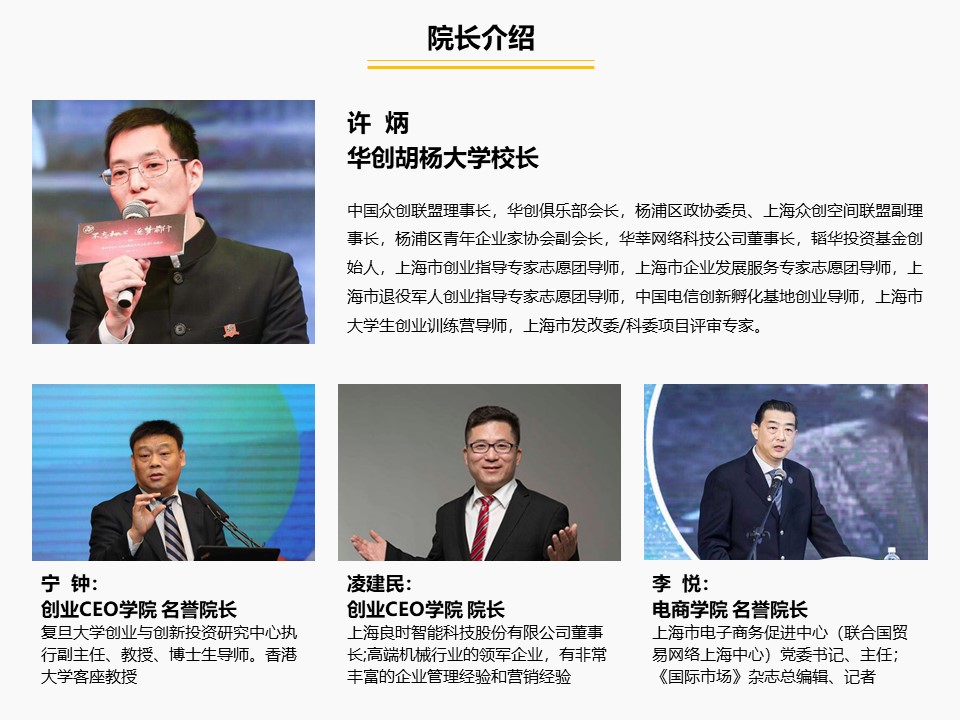 院长介绍
许 炳
华创胡杨大学校长
中国众创联盟理事长，华创俱乐部会长，杨浦区政协委员、上海众创空间联盟副理
事长，杨浦区青年企业家协会副会长，华莘网络科技公司董事长，韬华投资基金创
始人，上海市创业指导专家志愿团导师，上海市企业发展服务专家志愿团导师，上
海市退役军人创业指导专家志愿团导师，中国电信创新孵化基地创业导师，上海市
大学生创业训练营导师，上海市发改委/科委项目评审专家。
宁 钟：
创业CEO学院 名誉院长
复旦大学创业与创新投资研究中心执
行副主任、教授、博士生导师。香港
大学客座教授
凌建民：
创业CEO学院 院长
上海良时智能科技股份有限公司董事
长;高端机械行业的领军企业，有非常
丰富的企业管理经验和营销经验
李 悦：
电商学院 名誉院长
上海市电子商务促进中心（联合国贸
易网络上海中心）党委书记、主任；
《国际市场》杂志总编辑、记者